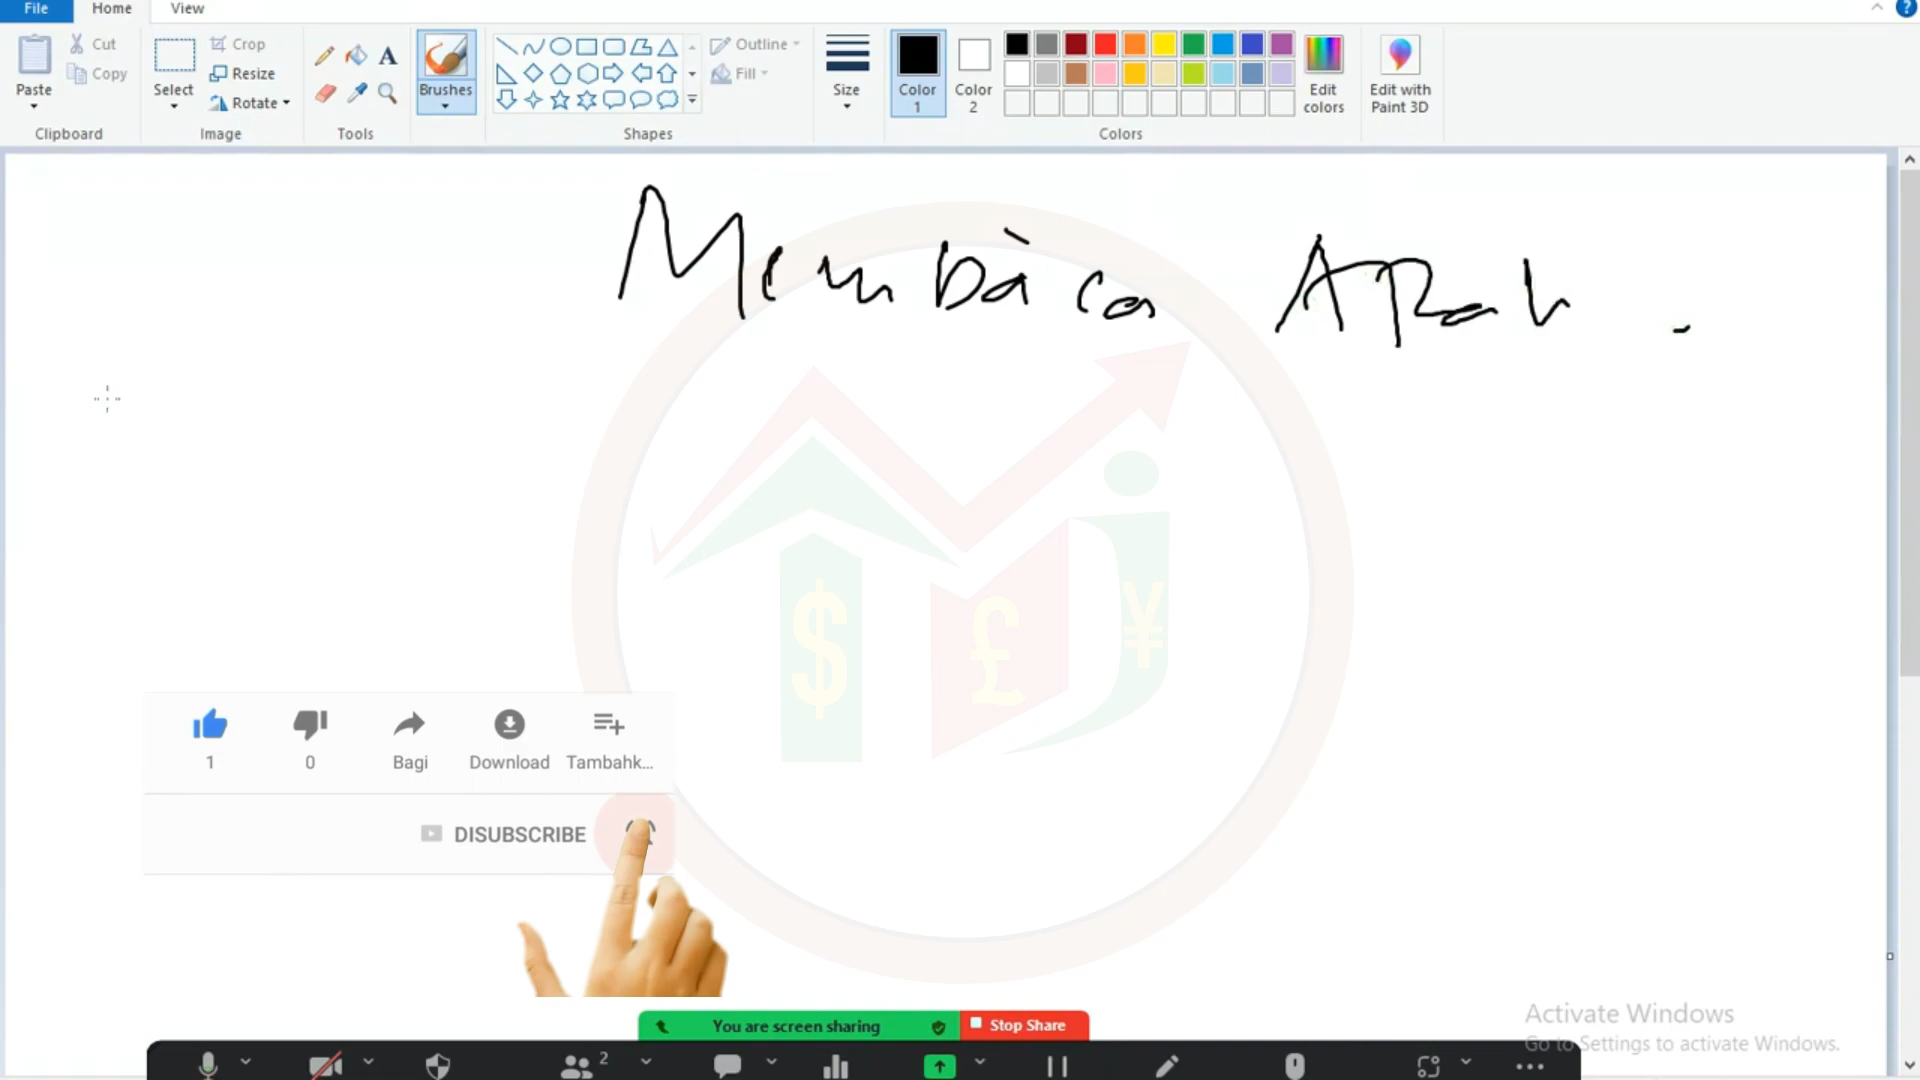 File Home View
Cut
Copy
Paste
Clipboard
Select
Crop
Resize
Rotate
Image
Tools
Brushes
Shapes
Outline
Fill
Size
Color 1
Color 2
Edit colors
Colors
Edit with Paint 3D
Membaca ARah
1 0 Bagi Download Tambahk...
DISUBSCRIBE
$ £ ¥
Activate Windows
Go to Settings to activate Windows.
You are screen sharing Stop Share
2